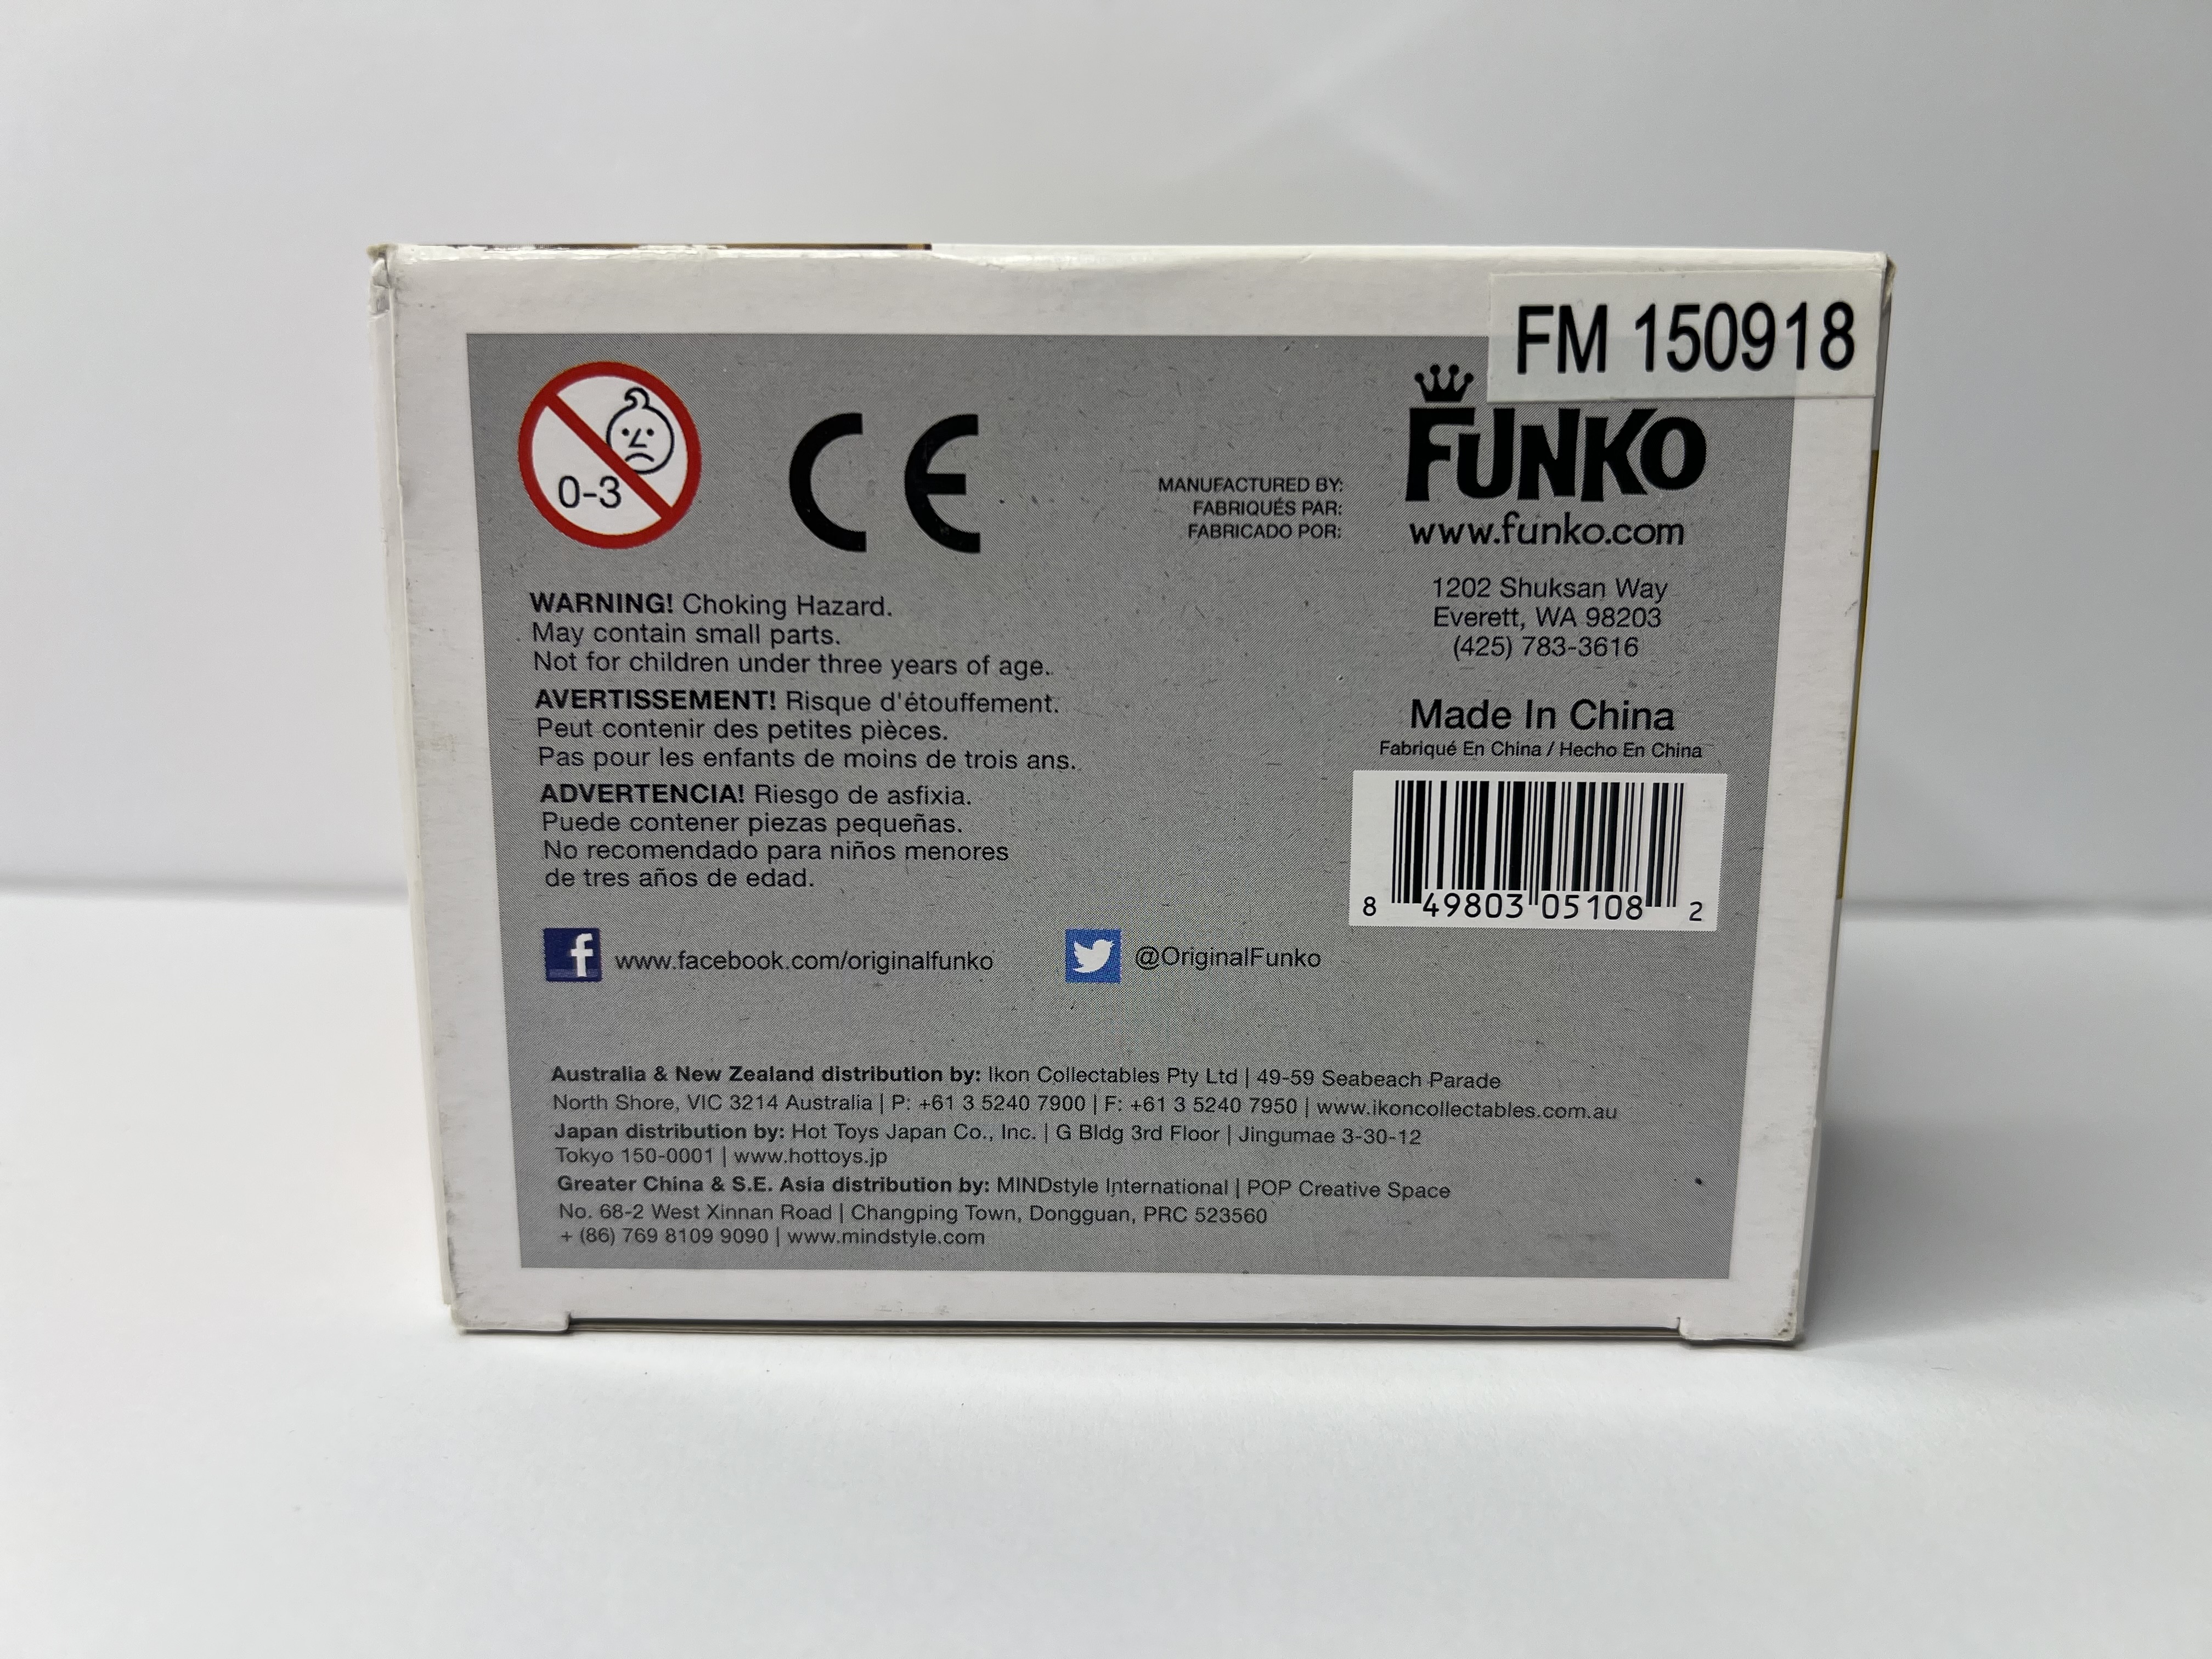 FM 150918
0-3
CE
MANUFACTURED BY:
FABRIQUÉS PAR:
FABRICADO POR:
FUNKO
www.funko.com
1202 Shuksan Way
Everett, WA 98203
(425) 783-3616
WARNING! Choking Hazard.
May contain small parts.
Not for children under three years of age.
AVERTISSEMENT! Risque d'étouffement.
Peut contenir des petites pièces.
Pas pour les enfants de moins de trois ans.
ADVERTENCIA! Riesgo de asfixia.
Puede contener piezas pequeñas.
No recomendado para niños menores
de tres años de edad.
Made In China
Fabriqué En China / Hecho En China
8 49803 05108 2
f www.facebook.com/originalfunko
@OriginalFunko
Australia & New Zealand distribution by: Ikon Collectables Pty Ltd | 49-59 Seabeach Parade
North Shore, VIC 3214 Australia | P: +61 3 5240 7900 | F: +61 3 5240 7950 | www.ikoncollectables.com.au
Japan distribution by: Hot Toys Japan Co., Inc. | G Bldg 3rd Floor | Jingumae 3-30-12
Tokyo 150-0001 | www.hottoys.jp
Greater China & S.E. Asia distribution by: MINDstyle International | POP Creative Space
No. 68-2 West Xinnan Road | Changping Town, Dongguan, PRC 523560
+ (86) 769 8109 9090 | www.mindstyle.com